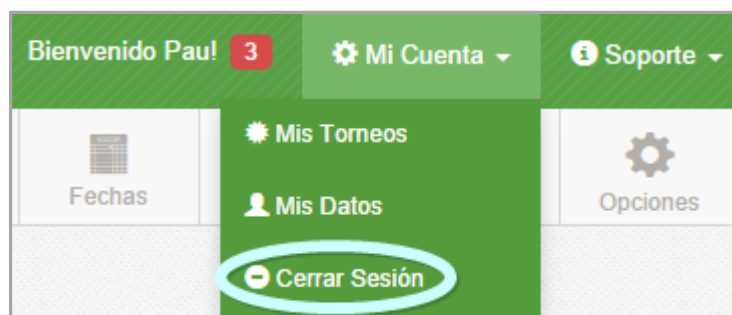 Bienvenido Pau! 3 Mi Cuenta Soporte
Mis Torneos
Fechas
Mis Datos
Opciones
Cerrar Sesión